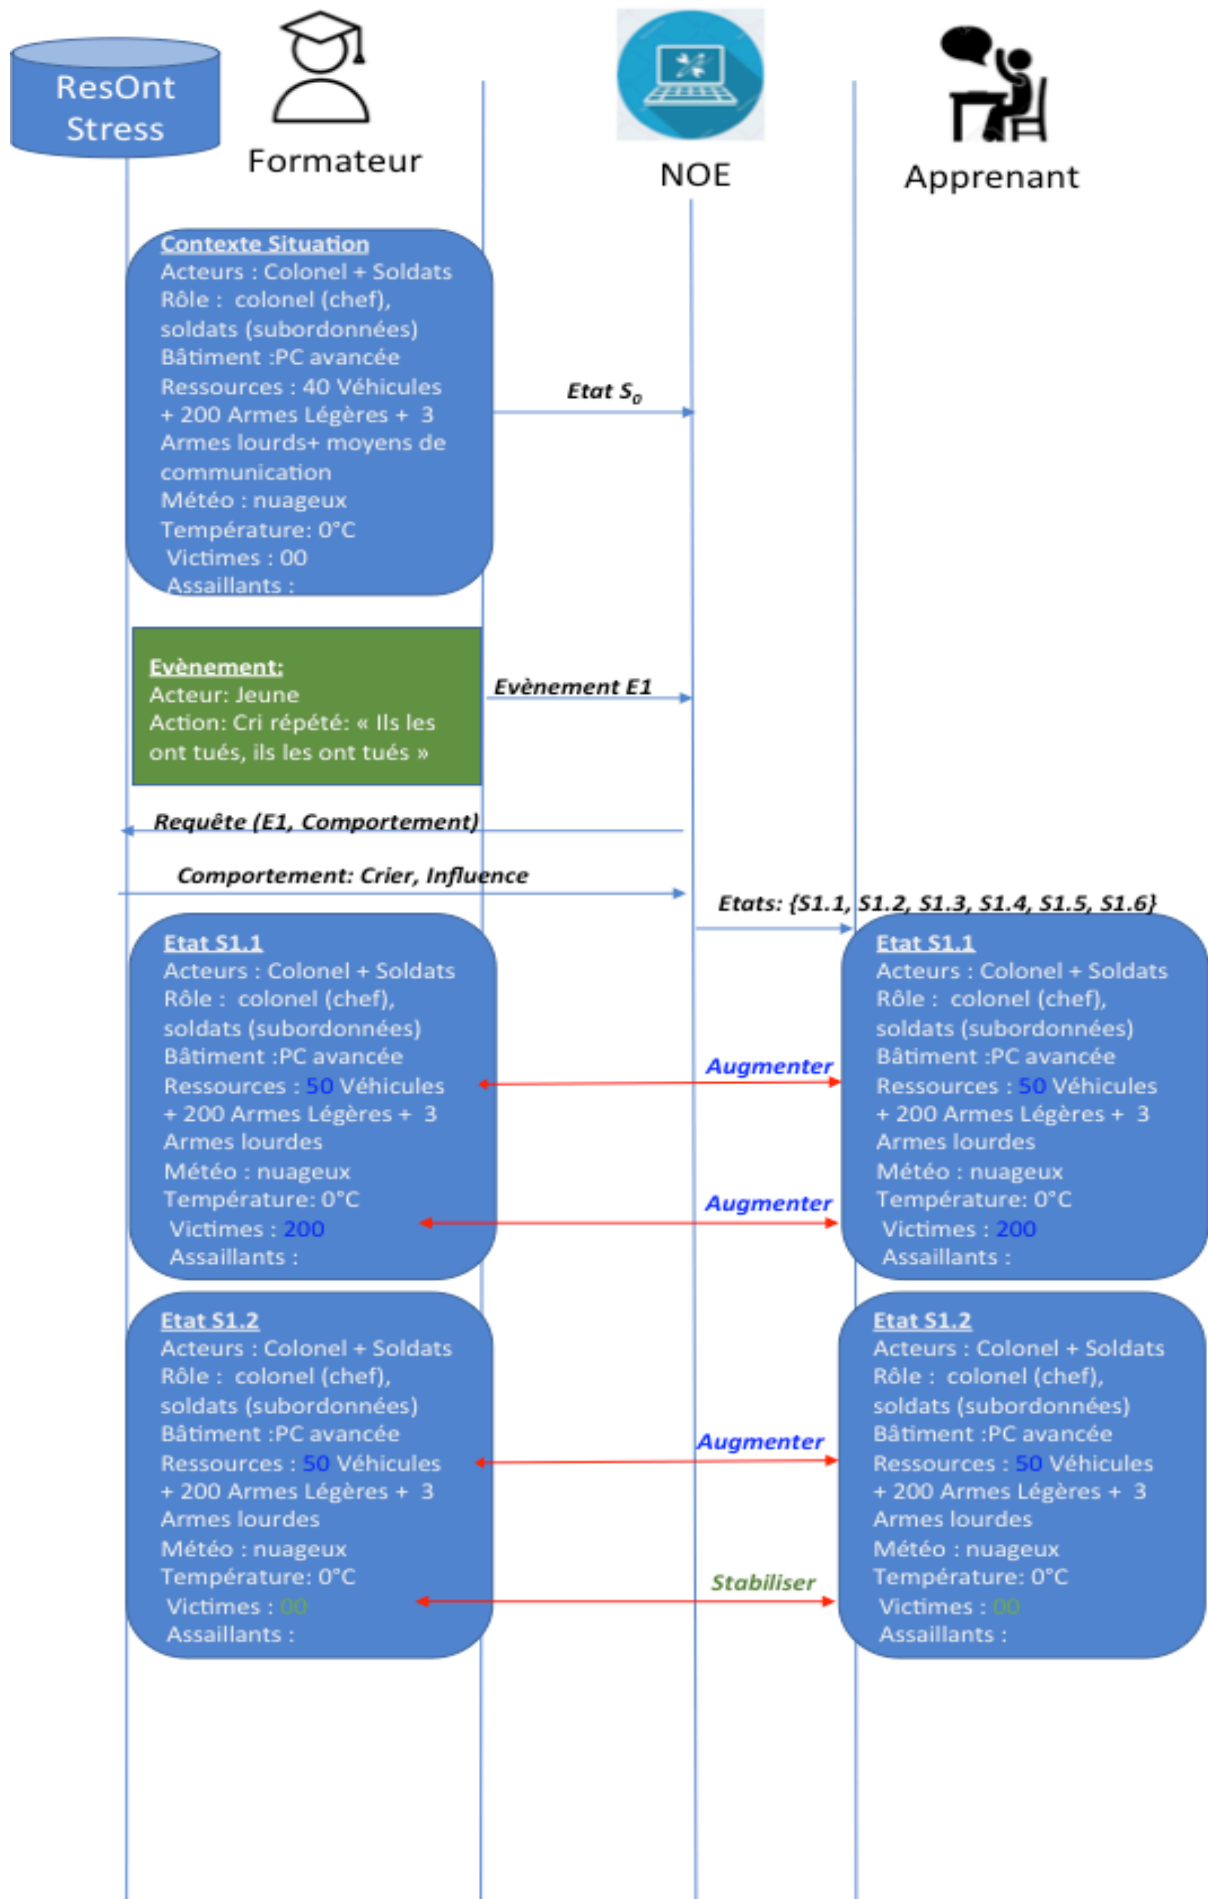 ResOnt
Stress
Formateur
NOE
Apprenant
Contexte Situation
Acteurs : Colonel + Soldats
Rôle : colonel (chef),
soldats (subordonnées)
Bâtiment :PC avancée
Ressources : 40 Véhicules
+ 200 Armes Légères + 3
Armes lourds+ moyens de
communication
Météo : nuageux
Température: 0°C
Victimes : 00
Assaillants :
Etat S0
Evènement:
Acteur: Jeune
Action: Cri répété: « Ils les
ont tués, ils les ont tués »
Evènement E1
Requête (E1, Comportement)
Comportement: Crier, Influence
Etats: {S1.1, S1.2, S1.3, S1.4, S1.5, S1.6}
Etat S1.1
Acteurs : Colonel + Soldats
Rôle : colonel (chef),
soldats (subordonnées)
Bâtiment :PC avancée
Ressources : 50 Véhicules
+ 200 Armes Légères + 3
Armes lourdes
Météo : nuageux
Température: 0°C
Victimes : 200
Assaillants :
Augmenter
Augmenter
Etat S1.1
Acteurs : Colonel + Soldats
Rôle : colonel (chef),
soldats (subordonnées)
Bâtiment :PC avancée
Ressources : 50 Véhicules
+ 200 Armes Légères + 3
Armes lourdes
Météo : nuageux
Température: 0°C
Victimes : 200
Assaillants :
Etat S1.2
Acteurs : Colonel + Soldats
Rôle : colonel (chef),
soldats (subordonnées)
Bâtiment :PC avancée
Ressources : 50 Véhicules
+ 200 Armes Légères + 3
Armes lourdes
Météo : nuageux
Température: 0°C
Victimes : 00
Assaillants :
Augmenter
Stabiliser
Etat S1.2
Acteurs : Colonel + Soldats
Rôle : colonel (chef),
soldats (subordonnées)
Bâtiment :PC avancée
Ressources : 50 Véhicules
+ 200 Armes Légères + 3
Armes lourdes
Météo : nuageux
Température: 0°C
Victimes : 00
Assaillants :